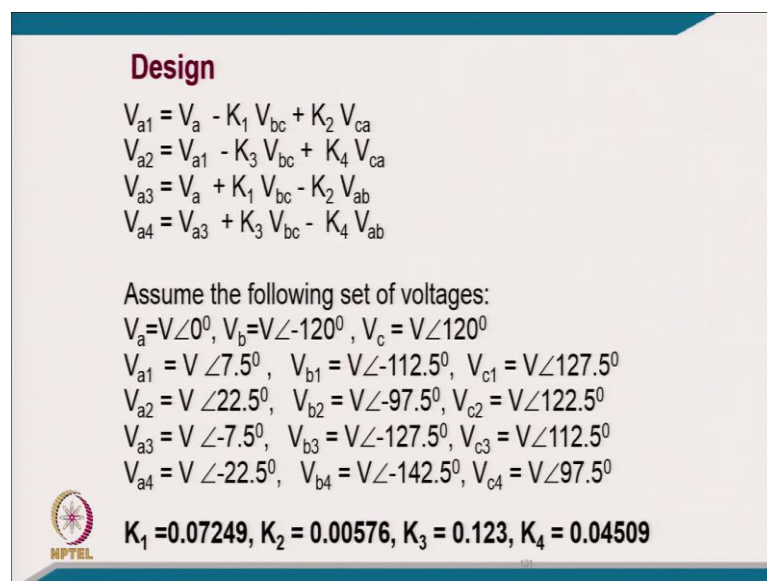 Design
Va1 = Va - K1 Vbc + K2 Vca
Va2 = Va1 - K3 Vbc + K4 Vca
Va3 = Va + K1 Vbc - K2 Vab
Va4 = Va3 + K3 Vbc - K4 Vab
Assume the following set of voltages:
Va=V∠0⁰, Vb=V∠-120⁰ , Vc = V∠120⁰
Va1 = V ∠7.5⁰ , Vb1 = V∠-112.5⁰, Vc1 = V∠127.5⁰
Va2 = V ∠22.5⁰, Vb2 = V∠-97.5⁰, Vc2 = V∠122.5⁰
Va3 = V ∠-7.5⁰, Vb3 = V∠-127.5⁰, Vc3 = V∠112.5⁰
Va4 = V ∠-22.5⁰, Vb4 = V∠-142.5⁰, Vc4 = V∠97.5⁰
K1 =0.07249, K2 = 0.00576, K3 = 0.123, K4 = 0.04509
NPTEL